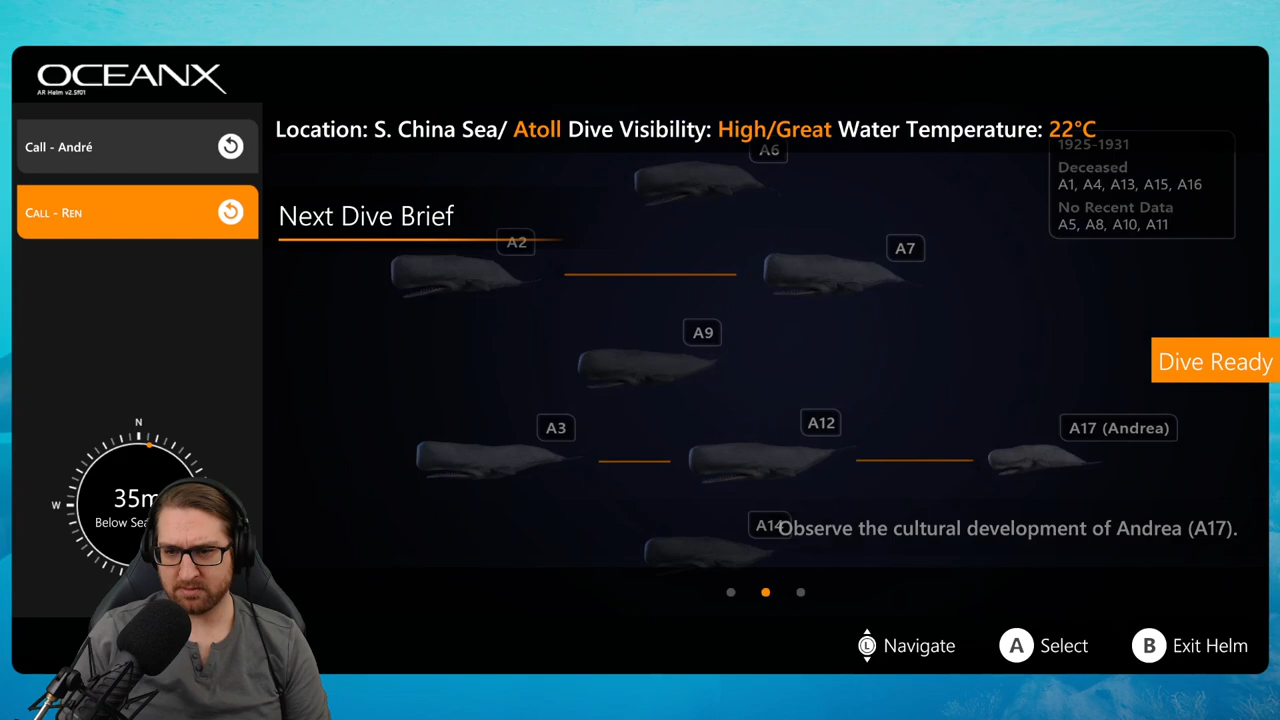 OCEANX
AR Helm v2.5f01
Call - André
CALL - REN
N
W
35m
Below Sea
Location: S. China Sea/ Atoll Dive Visibility: High/Great Water Temperature: 22°C
Next Dive Brief
A6
1925-1931
Deceased
A1, A4, A13, A15, A16
No Recent Data
A5, A8, A10, A11
A2
A7
A9
Dive Ready
A3
A12
A17 (Andrea)
A14
Observe the cultural development of Andrea (A17).
L Navigate
A Select
B Exit Helm